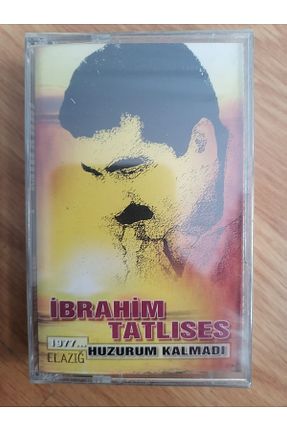 İBRAHİM
TATLISES
1977...
ELAZIĞ
HUZURUM KALMADI